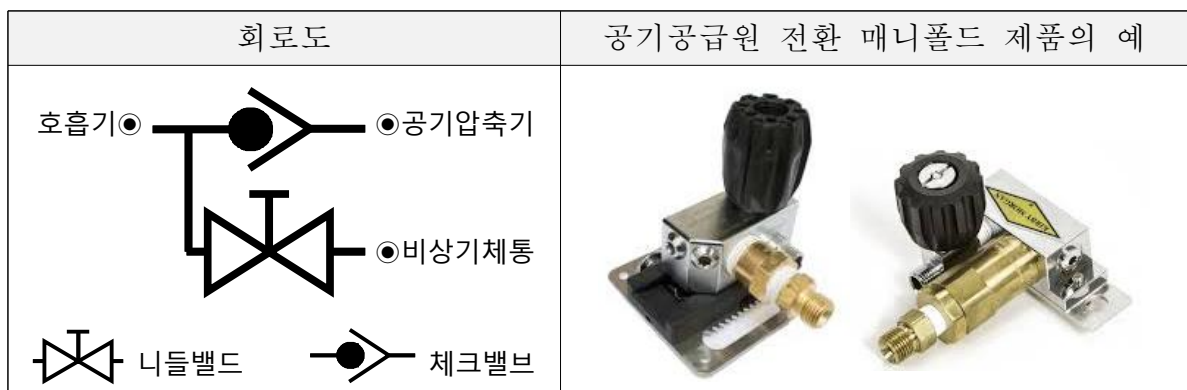 회로도
공기공급원 전환 매니폴드 제품의 예
호흡기◉
◉공기압축기
◉비상기체통
니들밸드
체크밸브
KIRBY MORGAN